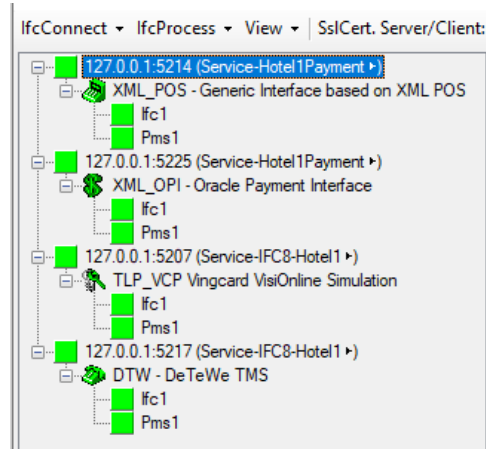 IfcConnect ▾ IfcProcess ▾ View ▾ SslCert. Server/Client:
127.0.0.1:5214 (Service-Hotel1Payment ▸)
XML_POS - Generic Interface based on XML POS
Ifc1
Pms1
127.0.0.1:5225 (Service-Hotel1Payment ▸)
XML_OPI - Oracle Payment Interface
Ifc1
Pms1
127.0.0.1:5207 (Service-IFC8-Hotel1 ▸)
TLP_VCP Vingcard VisiOnline Simulation
Ifc1
Pms1
127.0.0.1:5217 (Service-IFC8-Hotel1 ▸)
DTW - DeTeWe TMS
Ifc1
Pms1